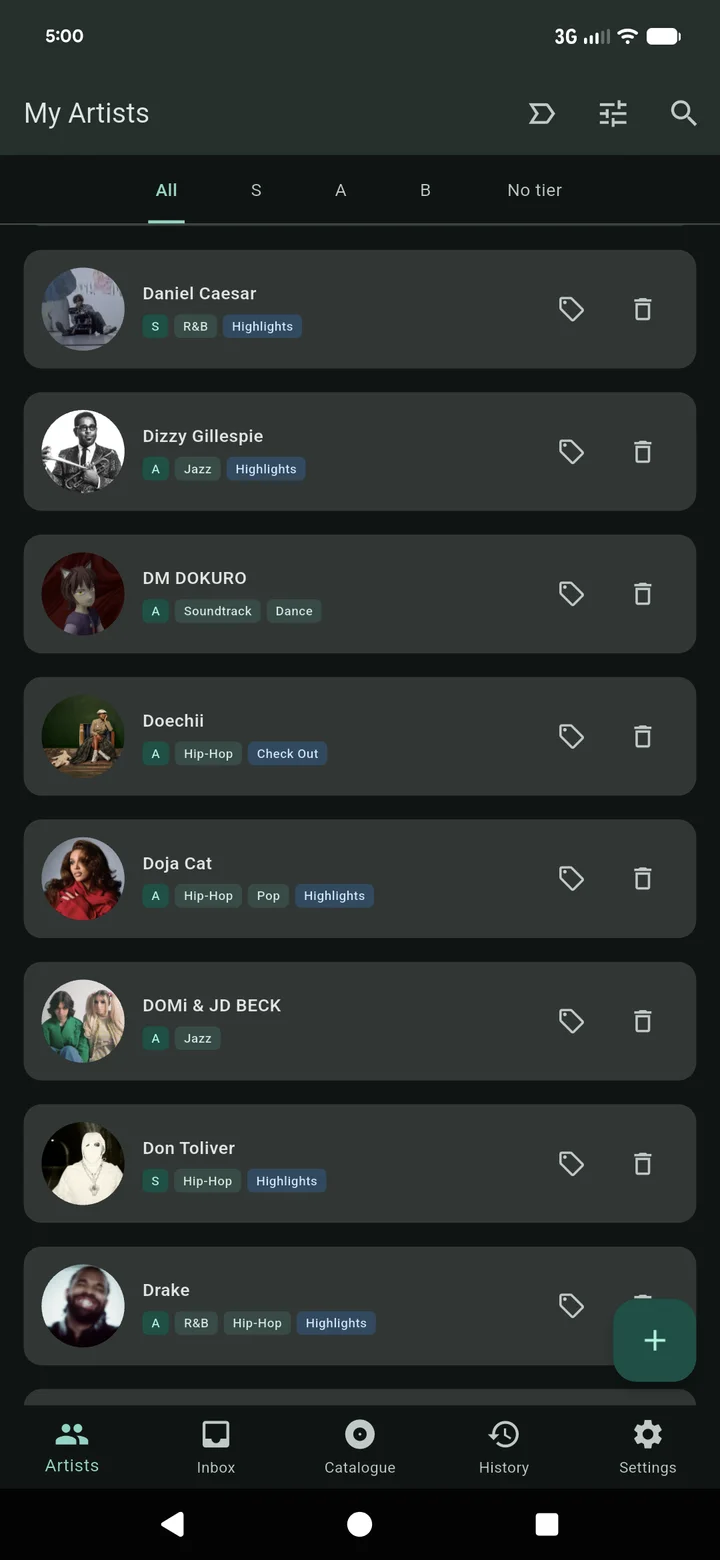 5:00
3G
My Artists
All S A B No tier
Daniel Caesar
S R&B Highlights
Dizzy Gillespie
A Jazz Highlights
DM DOKURO
A Soundtrack Dance
Doechii
A Hip-Hop Check Out
Doja Cat
A Hip-Hop Pop Highlights
DOMi & JD BECK
A Jazz
Don Toliver
S Hip-Hop Highlights
Drake
A R&B Hip-Hop Highlights
Artists Inbox Catalogue History Settings